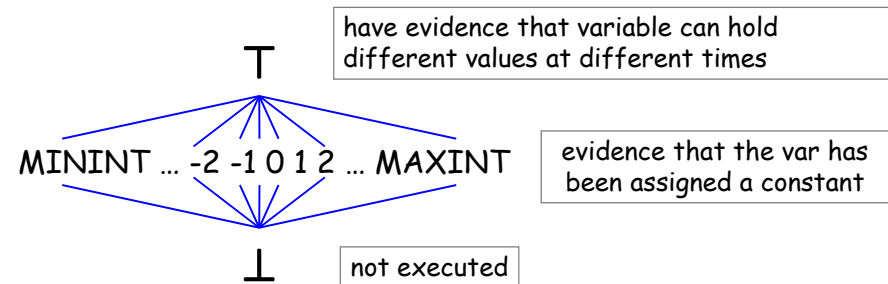 have evidence that variable can hold
different values at different times
⊤
MININT ... -2 -1 0 1 2 ... MAXINT
evidence that the var has
been assigned a constant
⊥
not executed